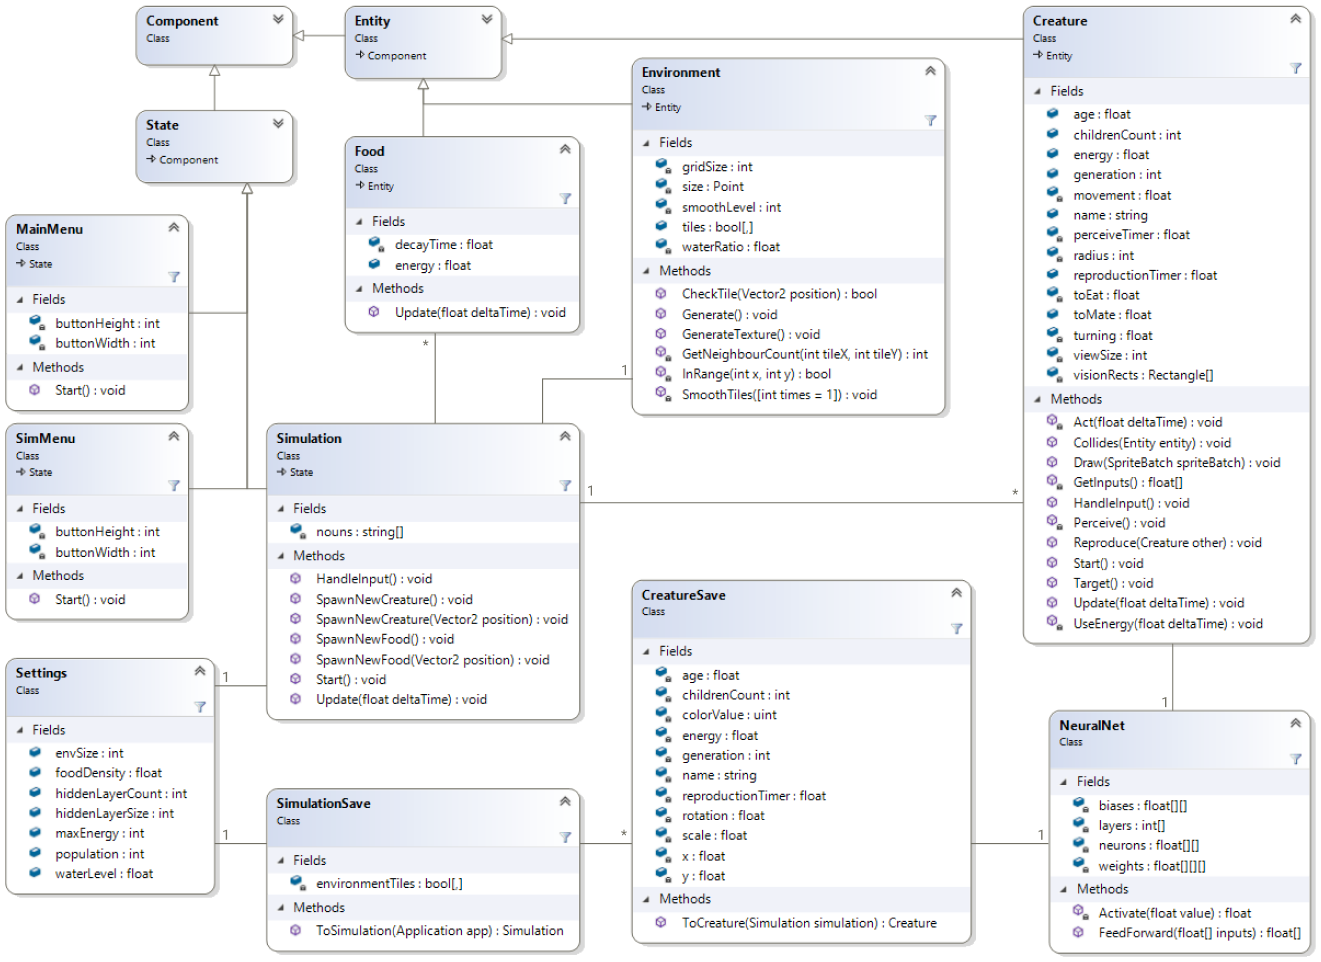 Component
Class
Entity
Class
Component
Creature
Class
Entity
Fields
age : float
childrenCount : int
energy : float
generation : int
movement : float
name : string
perceiveTimer : float
radius : int
reproductionTimer : float
toEat : float
toMate : float
turning : float
viewSize : int
visionRects : Rectangle[]
Methods
Act(float deltaTime) : void
Collides(Entity entity) : void
Draw(SpriteBatch spriteBatch) : void
GetInputs() : float[]
HandleInput() : void
Perceive() : void
Reproduce(Creature other) : void
Start() : void
Target() : void
Update(float deltaTime) : void
UseEnergy(float deltaTime) : void
Environment
Class
Entity
Fields
gridSize : int
size : Point
smoothLevel : int
tiles : bool[,]
waterRatio : float
Methods
CheckTile(Vector2 position) : bool
Generate() : void
GenerateTexture() : void
GetNeighbourCount(int tileX, int tileY) : int
InRange(int x, int y) : bool
SmoothTiles([int times = 1]) : void
State
Class
Component
Food
Class
Entity
Fields
decayTime : float
energy : float
Methods
Update(float deltaTime) : void
MainMenu
Class
State
Fields
buttonHeight : int
buttonWidth : int
Methods
Start() : void
*
1
SimMenu
Class
State
Fields
buttonHeight : int
buttonWidth : int
Methods
Start() : void
Simulation
Class
State
Fields
nouns : string[]
Methods
HandleInput() : void
SpawnNewCreature() : void
SpawnNewCreature(Vector2 position) : void
SpawnNewFood() : void
SpawnNewFood(Vector2 position) : void
Start() : void
Update(float deltaTime) : void
1
*
Settings
Class
Fields
envSize : int
foodDensity : float
hiddenLayerCount : int
hiddenLayerSize : int
maxEnergy : int
population : int
waterLevel : float
1
1
SimulationSave
Class
Fields
environmentTiles : bool[,]
Methods
ToSimulation(Application app) : Simulation
*
CreatureSave
Class
Fields
age : float
childrenCount : int
colorValue : uint
energy : float
generation : int
name : string
reproductionTimer : float
rotation : float
scale : float
x : float
y : float
Methods
ToCreature(Simulation simulation) : Creature
1
1
NeuralNet
Class
Fields
biases : float[][]
layers : int[]
neurons : float[][]
weights : float[][][]
Methods
Activate(float value) : float
FeedForward(float[] inputs) : float[]